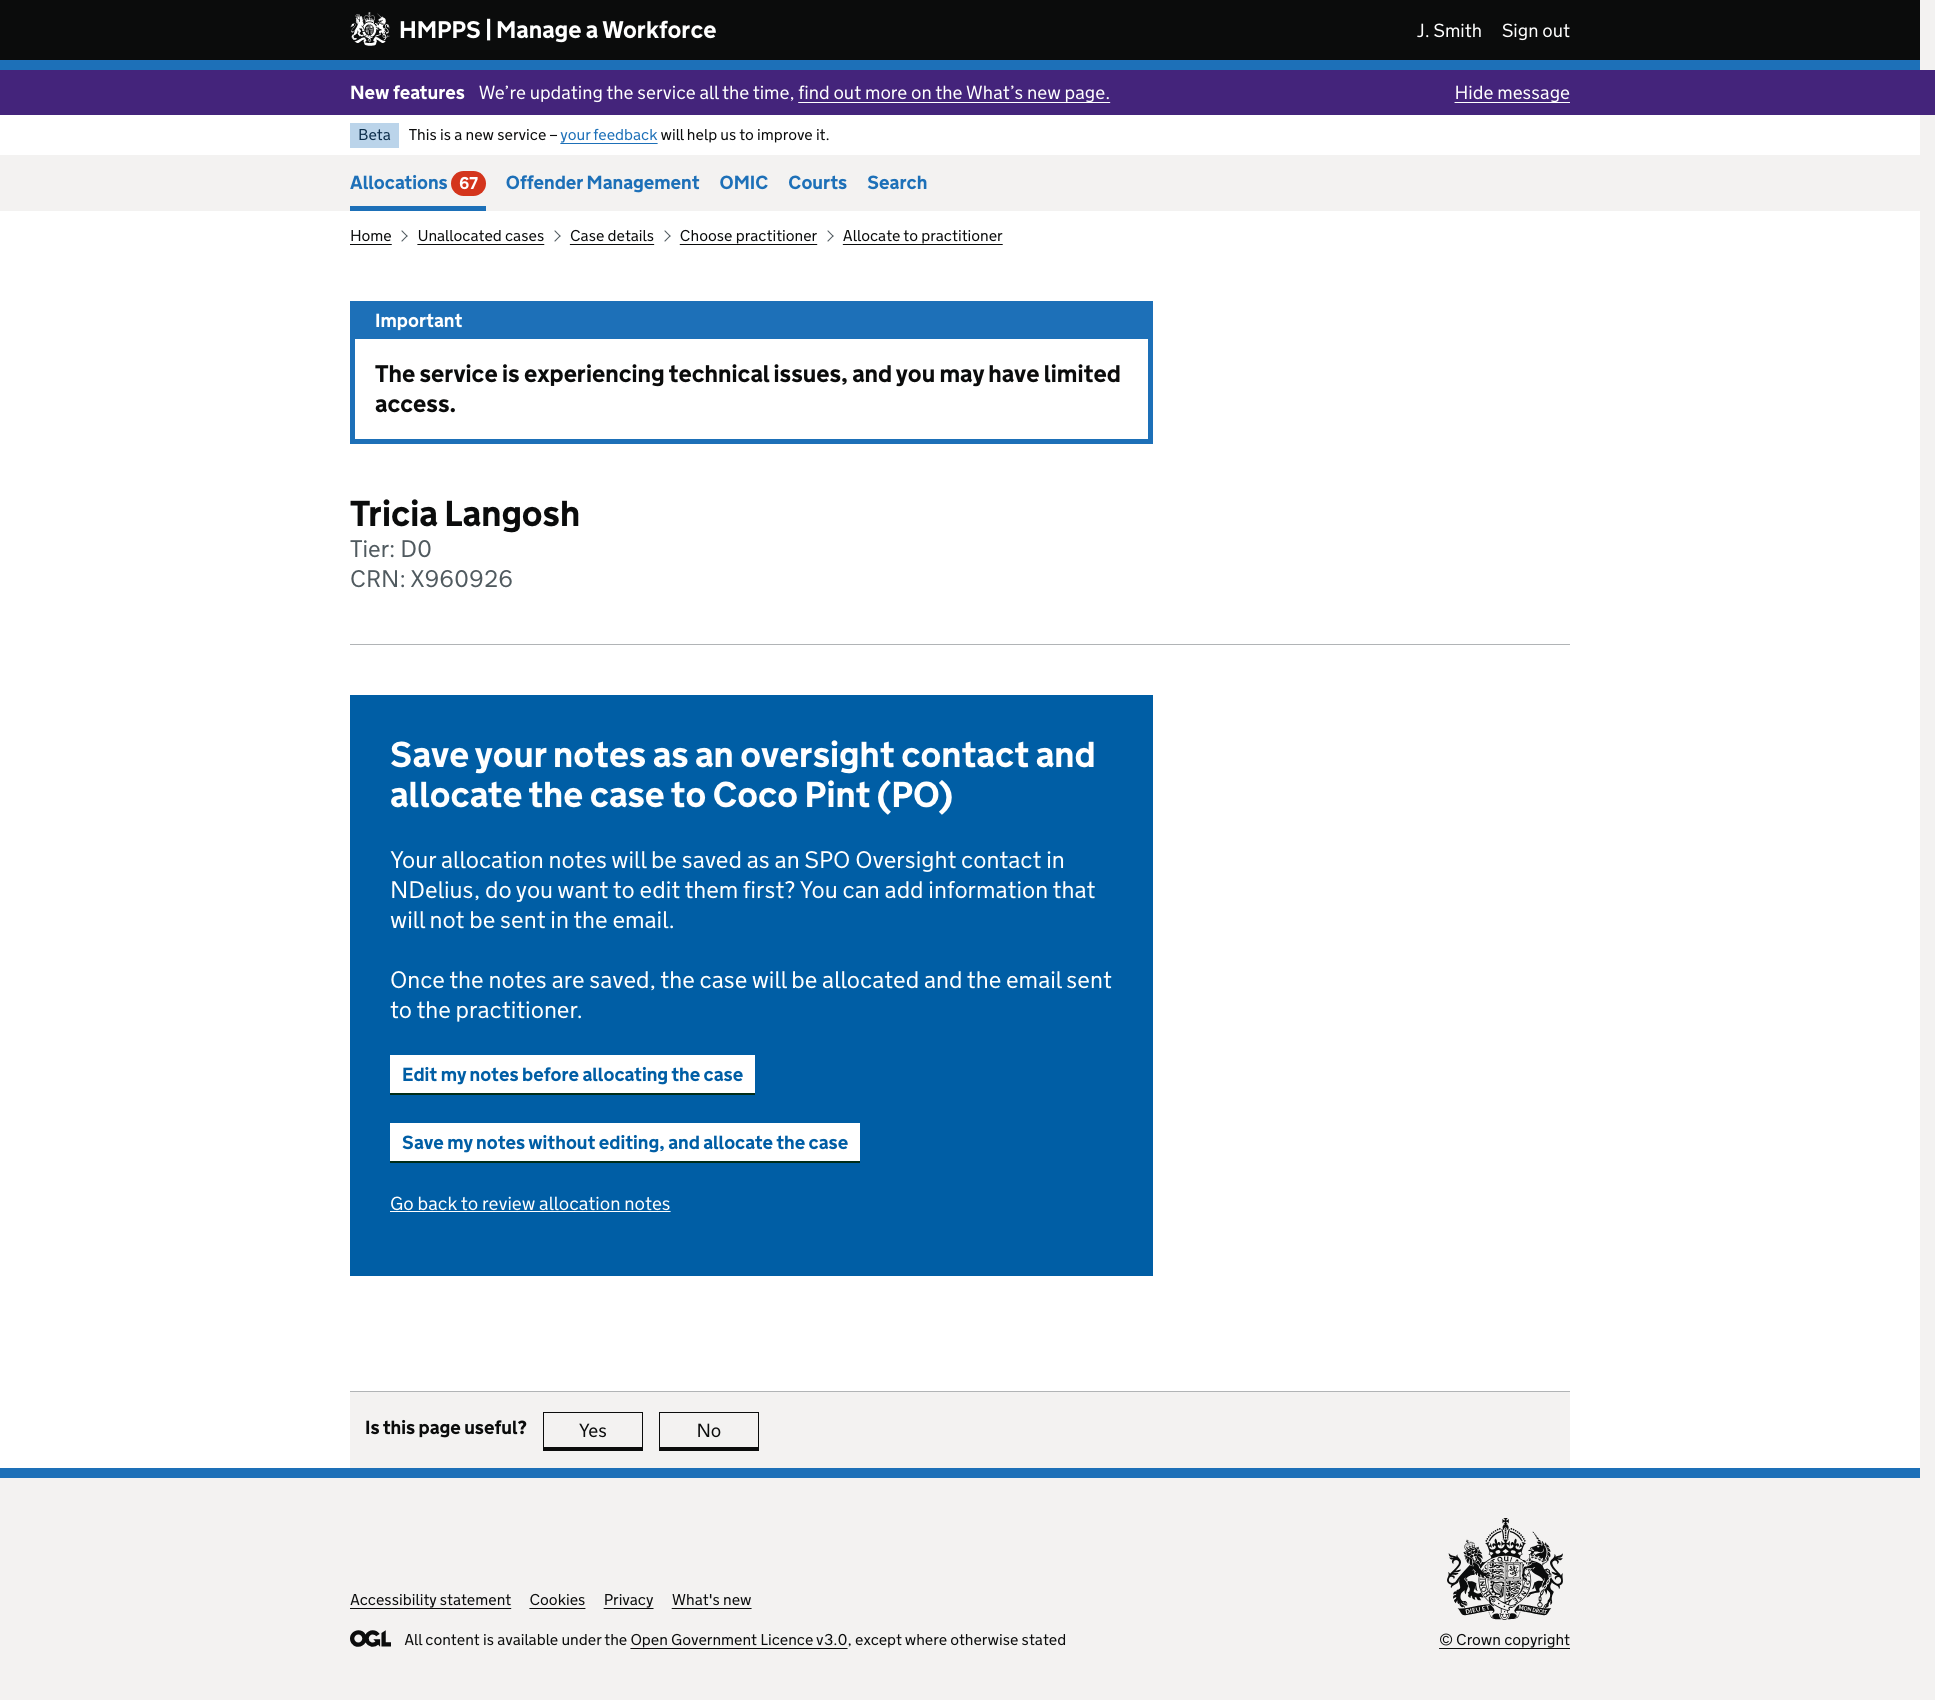 HMPPS | Manage a Workforce
J. Smith Sign out
New features We’re updating the service all the time, find out more on the What’s new page. Hide message
Beta This is a new service – your feedback will help us to improve it.
Allocations 67 Offender Management OMIC Courts Search
Home Unallocated cases Case details Choose practitioner Allocate to practitioner
Important
The service is experiencing technical issues, and you may have limited
access.
Tricia Langosh
Tier: D0
CRN: X960926
Save your notes as an oversight contact and
allocate the case to Coco Pint (PO)
Your allocation notes will be saved as an SPO Oversight contact in
NDelius, do you want to edit them first? You can add information that
will not be sent in the email.
Once the notes are saved, the case will be allocated and the email sent
to the practitioner.
Edit my notes before allocating the case
Save my notes without editing, and allocate the case
Go back to review allocation notes
Is this page useful? Yes No
Accessibility statement Cookies Privacy What's new
OGL All content is available under the Open Government Licence v3.0, except where otherwise stated
© Crown copyright